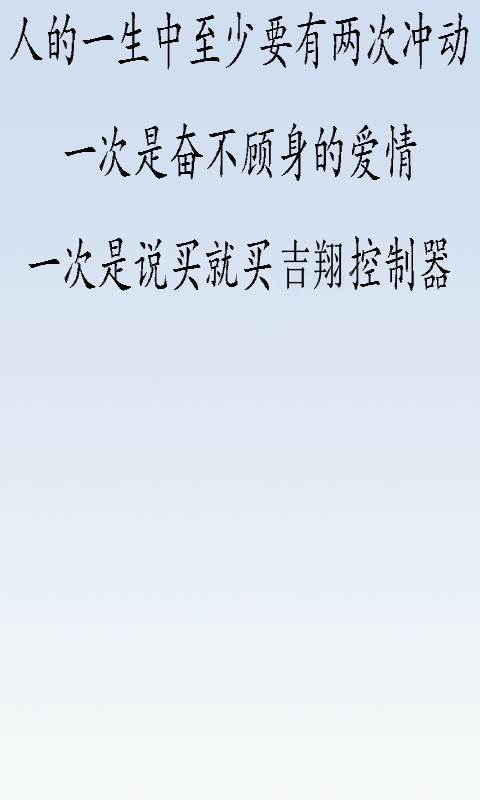 人的一生中至少要有两次冲动
一次是奋不顾身的爱情
一次是说买就买吉翔控制器